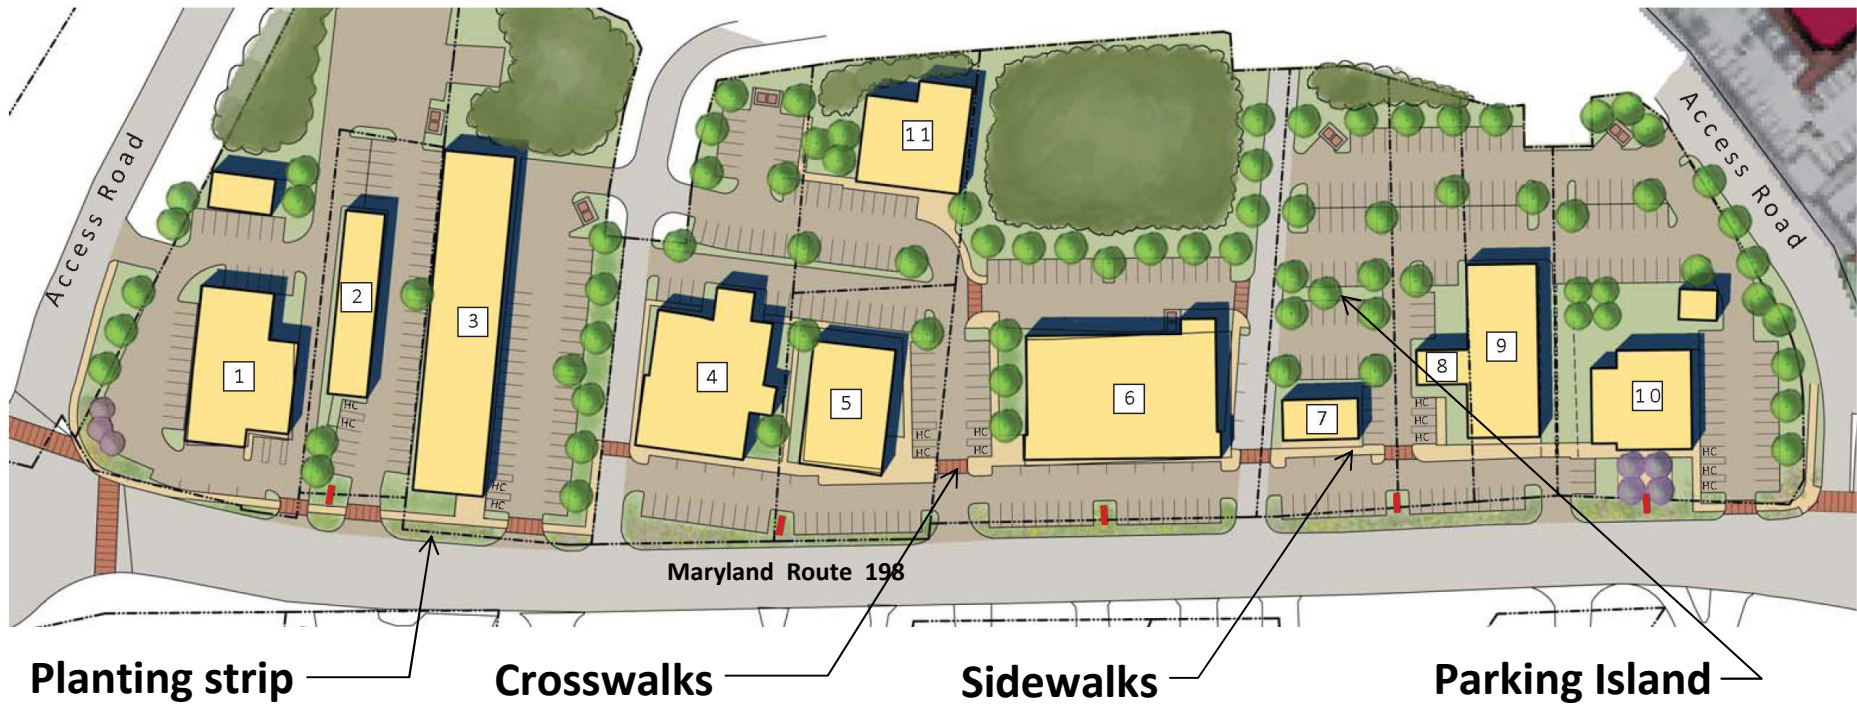 Access Road
Access Road
11
2
3
1
4
5
6
7
8
9
10
HC
HC
HC
HC
HC
HC
HC
HC
HC
HC
HC
HC
HC
HC
Maryland Route 198
Planting strip
Crosswalks
Sidewalks
Parking Island